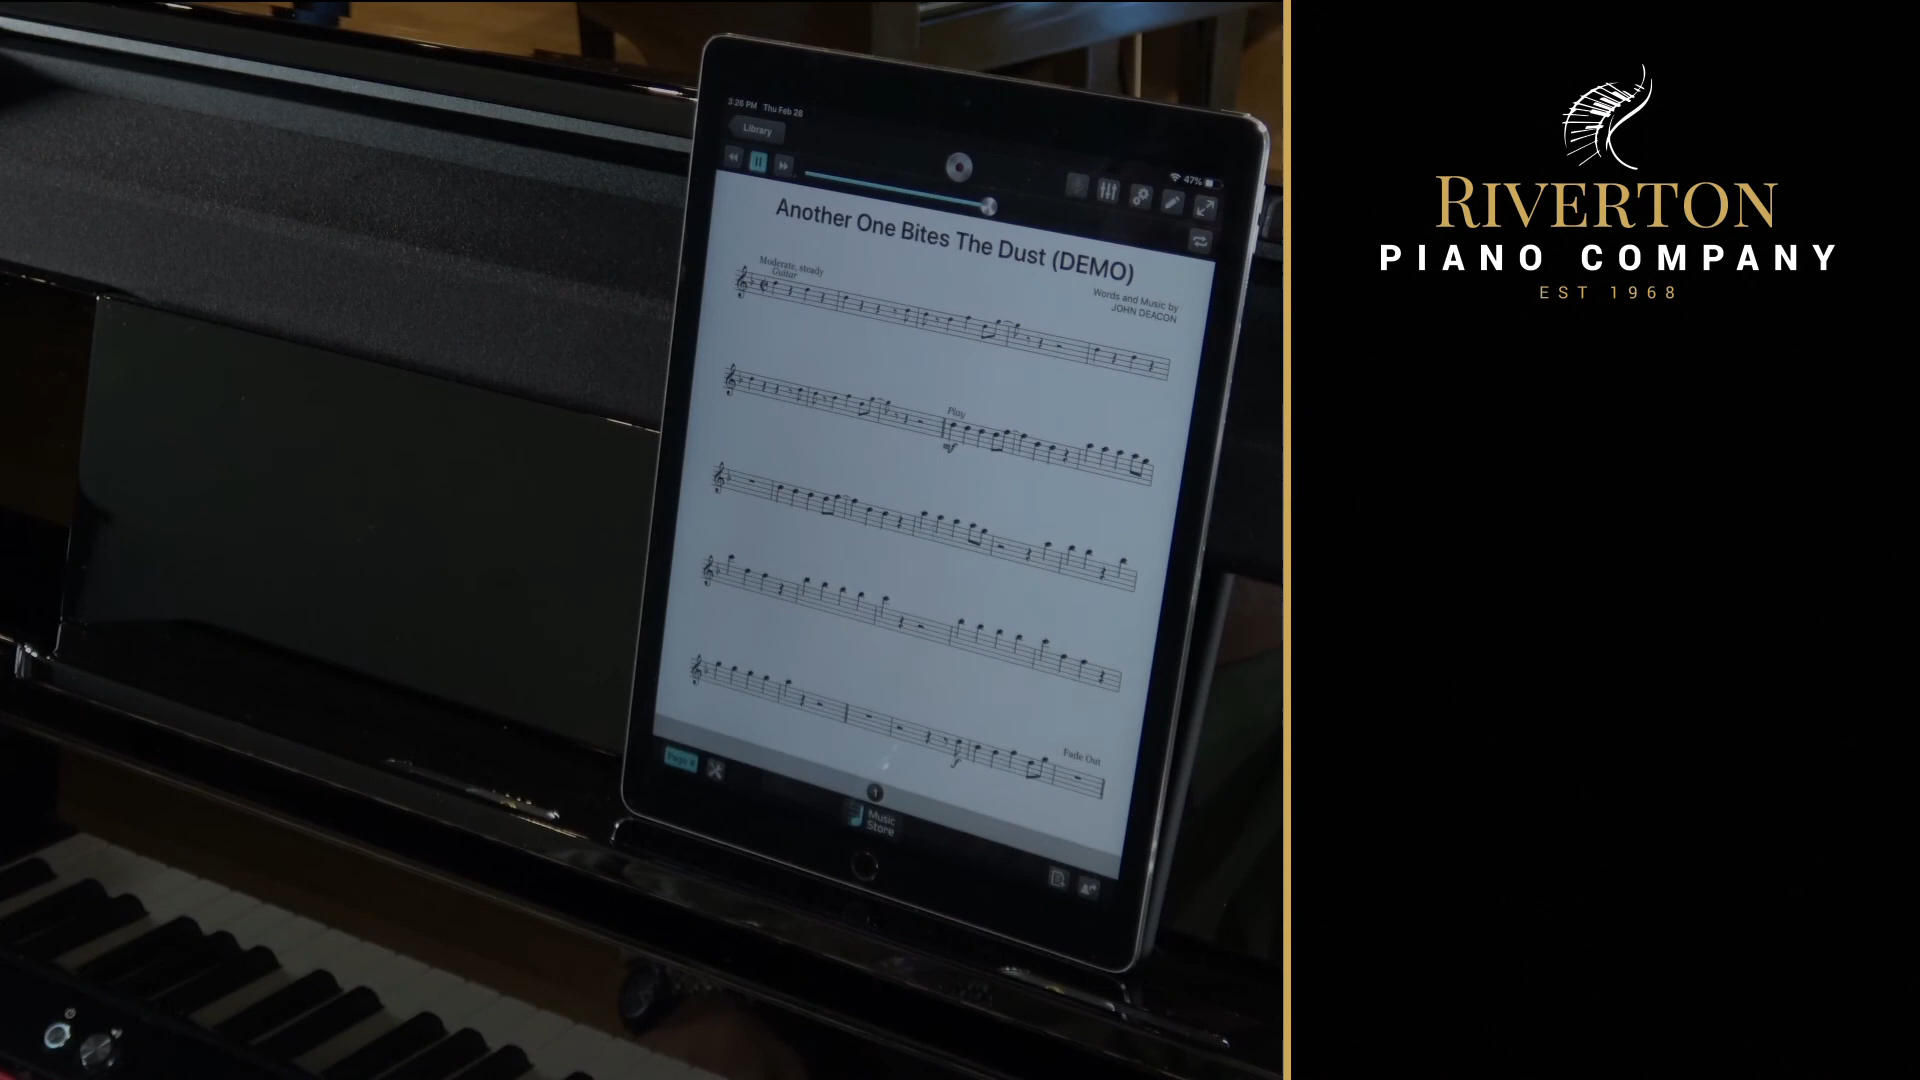 3:26 PM Thu Feb 28
Library
47%
Another One Bites The Dust (DEMO)
Moderate, steady
Guitar
Words and Music by
JOHN DEACON
Play
mf
f
Fade Out
1
Music
Store
RIVERTON
PIANO COMPANY
EST 1968